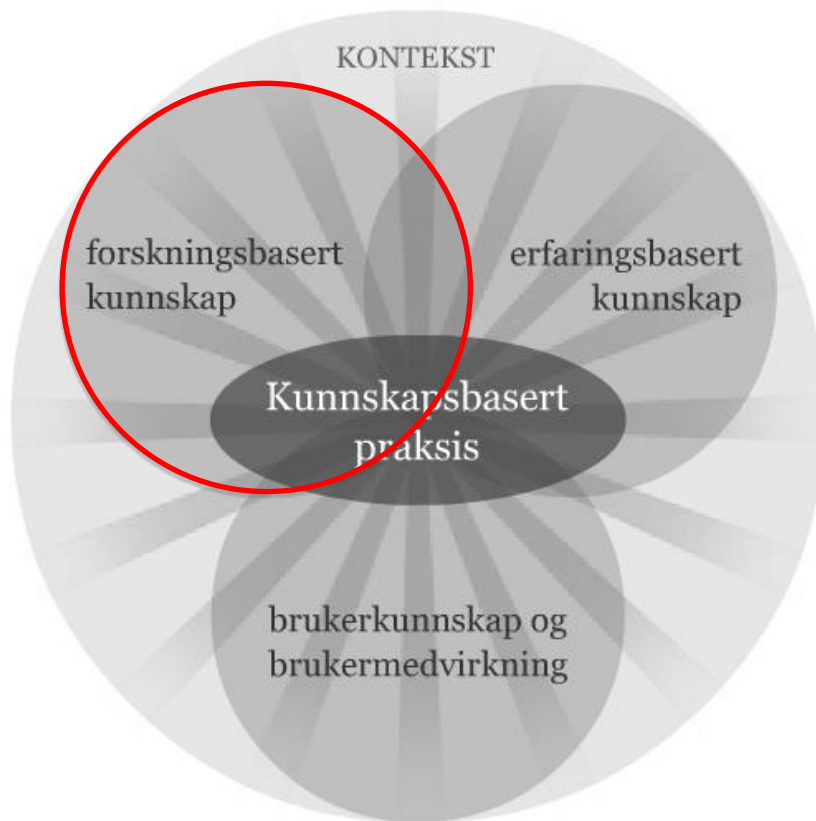 KONTEKST
forskningsbasert
kunnskap
erfaringsbasert
kunnskap
Kunnskapsbasert
praksis
brukerkunnskap og
brukermedvirkning